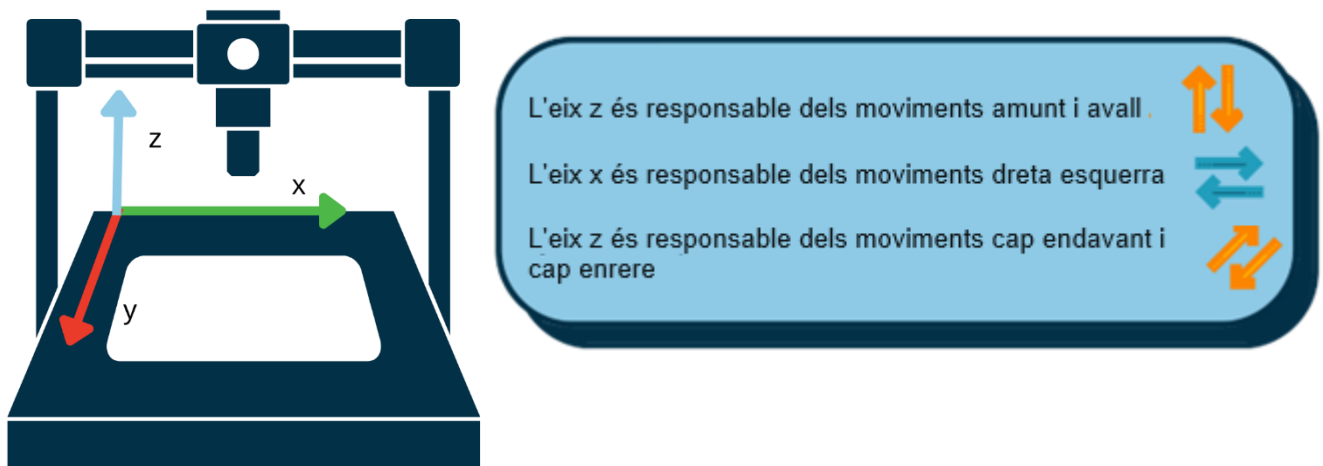 z
x
y
L'eix z és responsable dels moviments amunt i avall .
L'eix x és responsable dels moviments dreta esquerra
L'eix z és responsable dels moviments cap endavant i
cap enrere